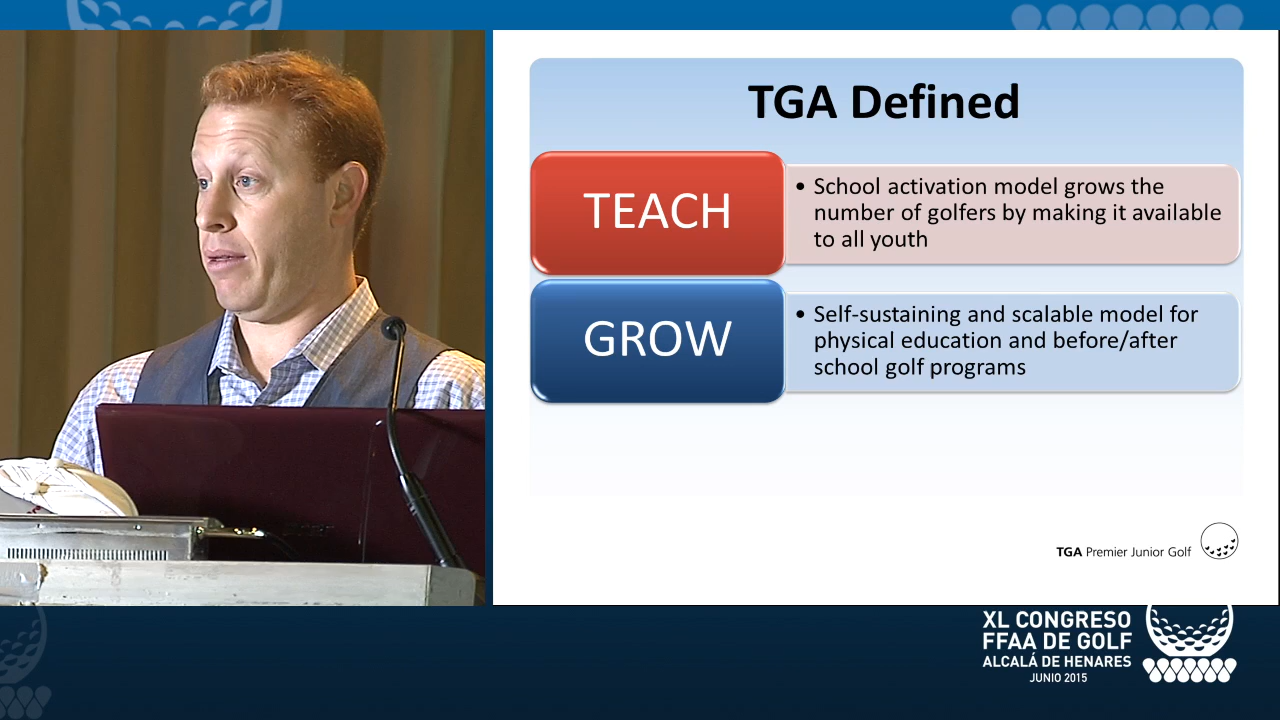 TGA Defined
TEACH
• School activation model grows the
number of golfers by making it available
to all youth
GROW
• Self-sustaining and scalable model for
physical education and before/after
school golf programs
TGA Premier Junior Golf
XL CONGRESO
FFAA DE GOLF
ALCALÁ DE HENARES
JUNIO 2015